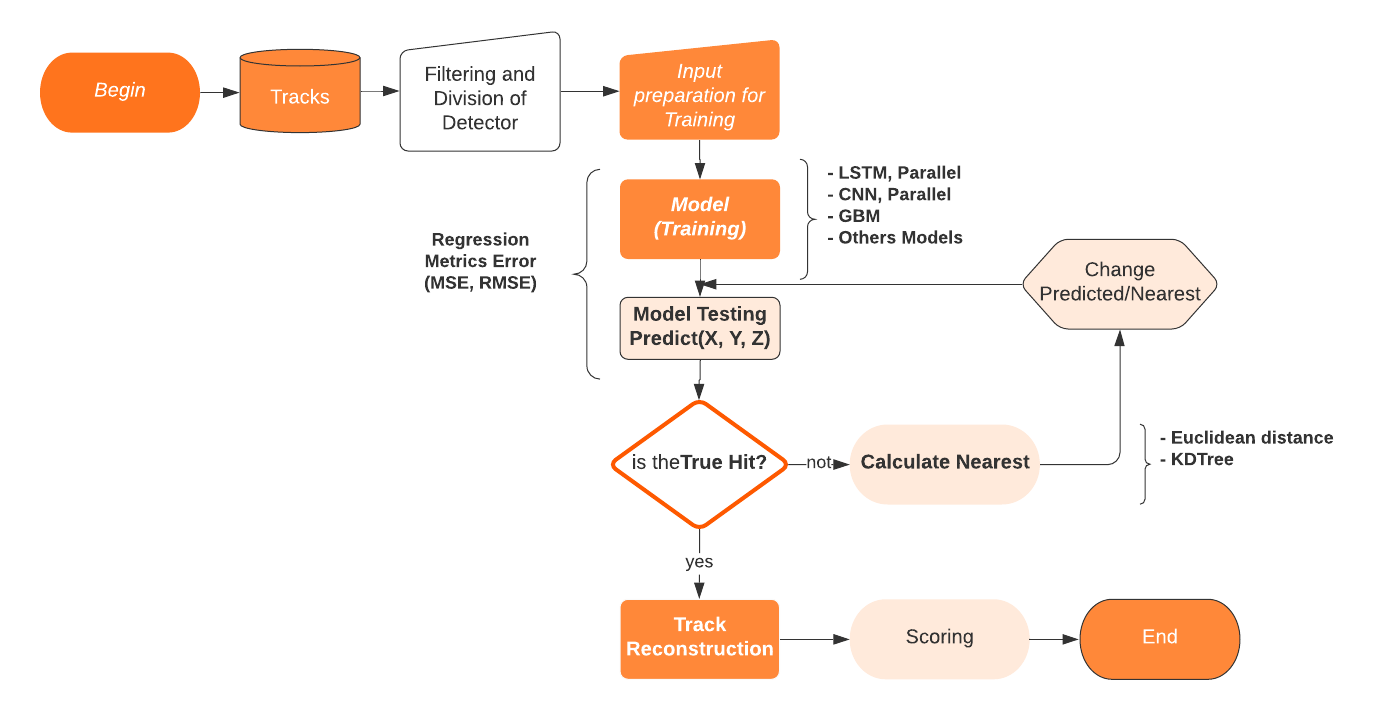 Begin
Tracks
Filtering and
Division of
Detector
Input
preparation for
Training
Model
(Training)
- LSTM, Parallel
- CNN, Parallel
- GBM
- Others Models
Regression
Metrics Error
(MSE, RMSE)
Change
Predicted/Nearest
Model Testing
Predict(X, Y, Z)
is theTrue Hit?
not
Calculate Nearest
- Euclidean distance
- KDTree
yes
Track
Reconstruction
Scoring
End